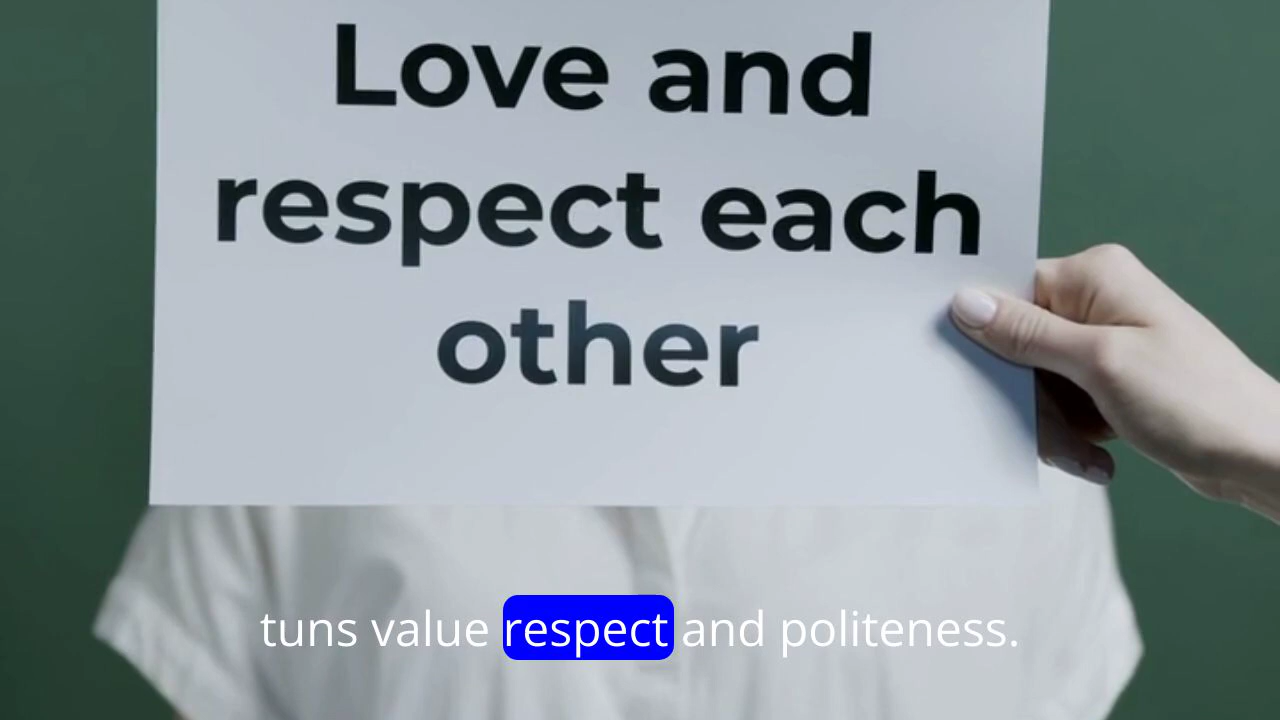 Love and
respect each
other
tuns value respect and politeness.